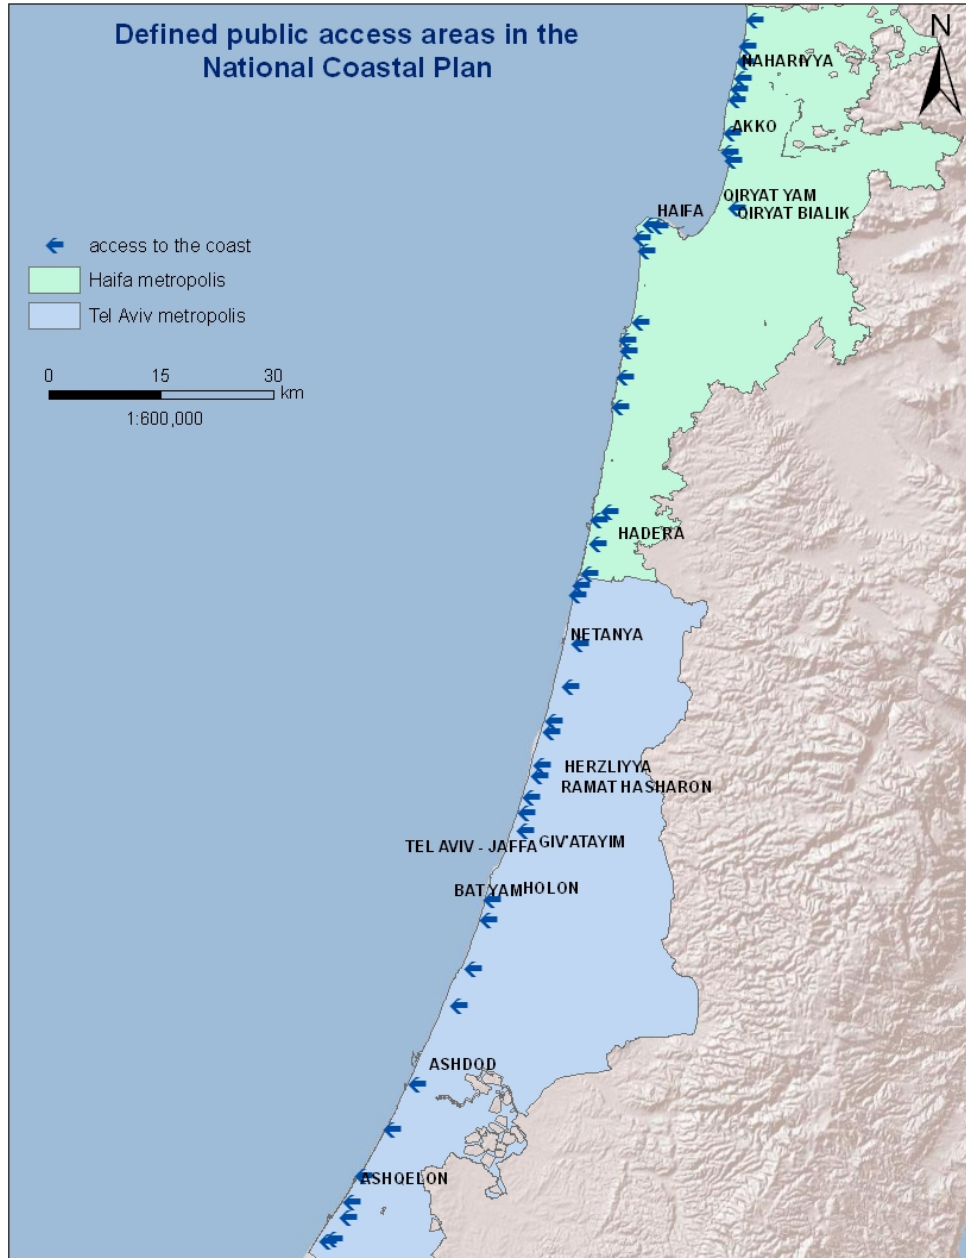 Defined public access areas in the
National Coastal Plan
N
NAHARIYYA
AKKO
QIRYAT YAM
HAIFA
QIRYAT BIALIK
access to the coast
Haifa metropolis
Tel Aviv metropolis
0 15 30
km
1:600,000
HADERA
NETANYA
HERZLIYYA
RAMAT HASHARON
TEL AVIV - JAFFA
GIV'ATAYIM
BAT YAM
HOLON
ASHDOD
ASHQELON